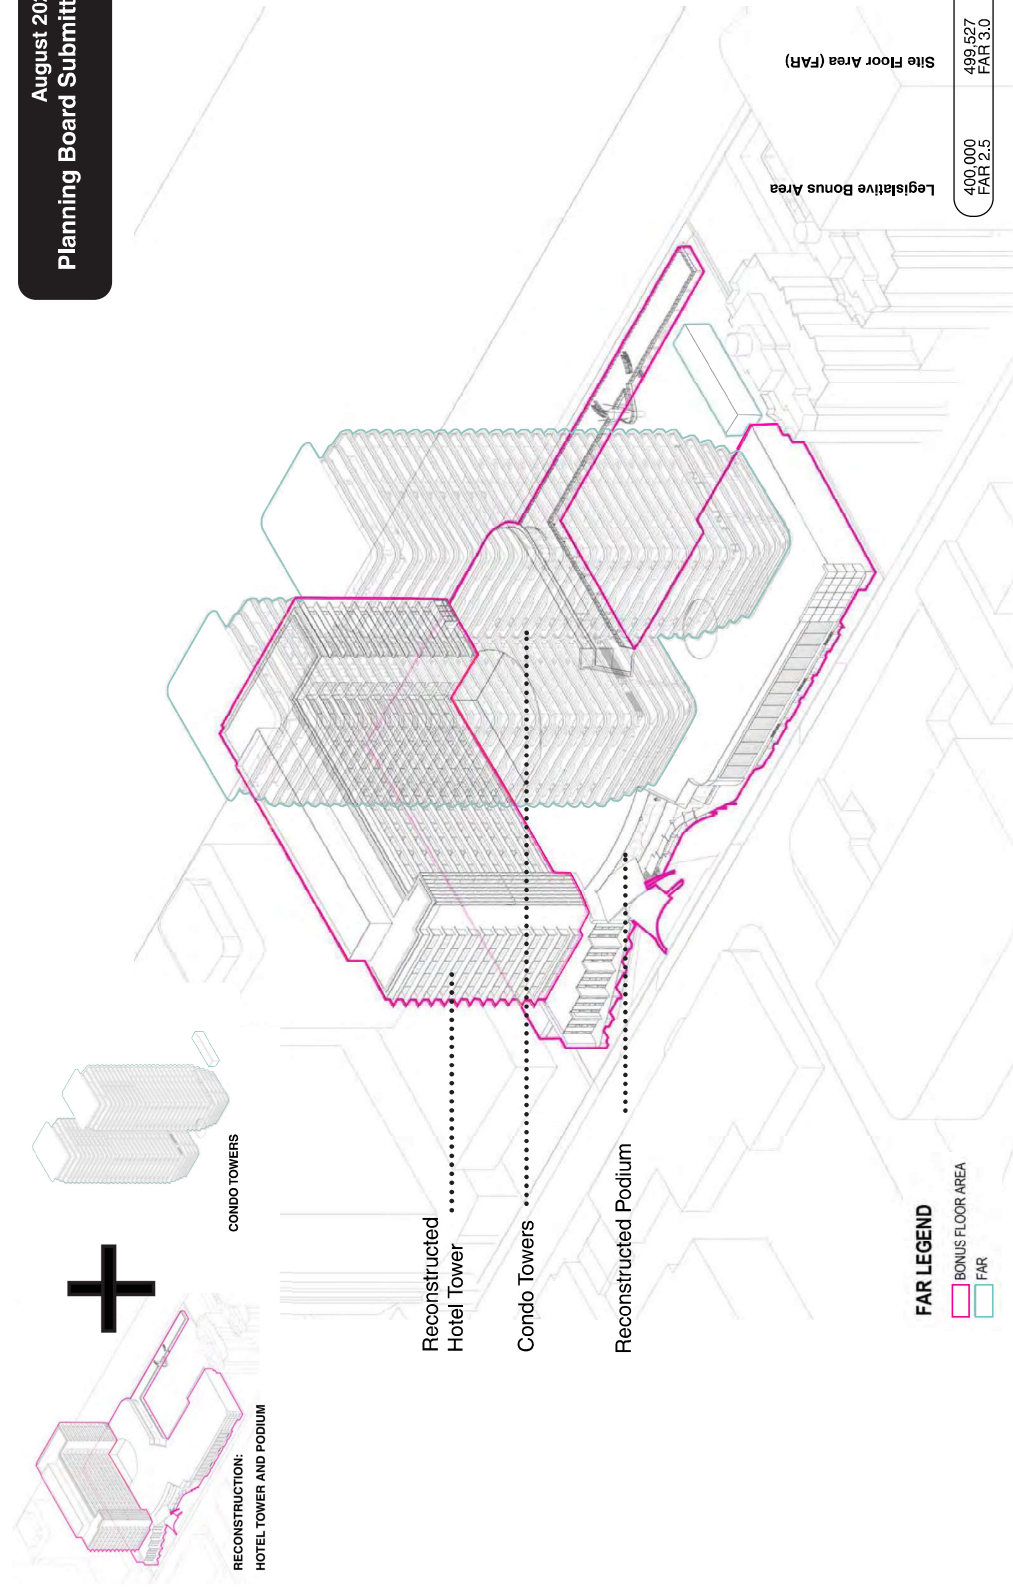 August 20
Planning Board Submitt
RECONSTRUCTION:
HOTEL TOWER AND PODIUM
CONDO TOWERS
Reconstructed
Hotel Tower
Condo Towers
Reconstructed Podium
FAR LEGEND
BONUS FLOOR AREA
FAR
Legislative Bonus Area
400,000
FAR 2.5
Site Floor Area (FAR)
499,527
FAR 3.0